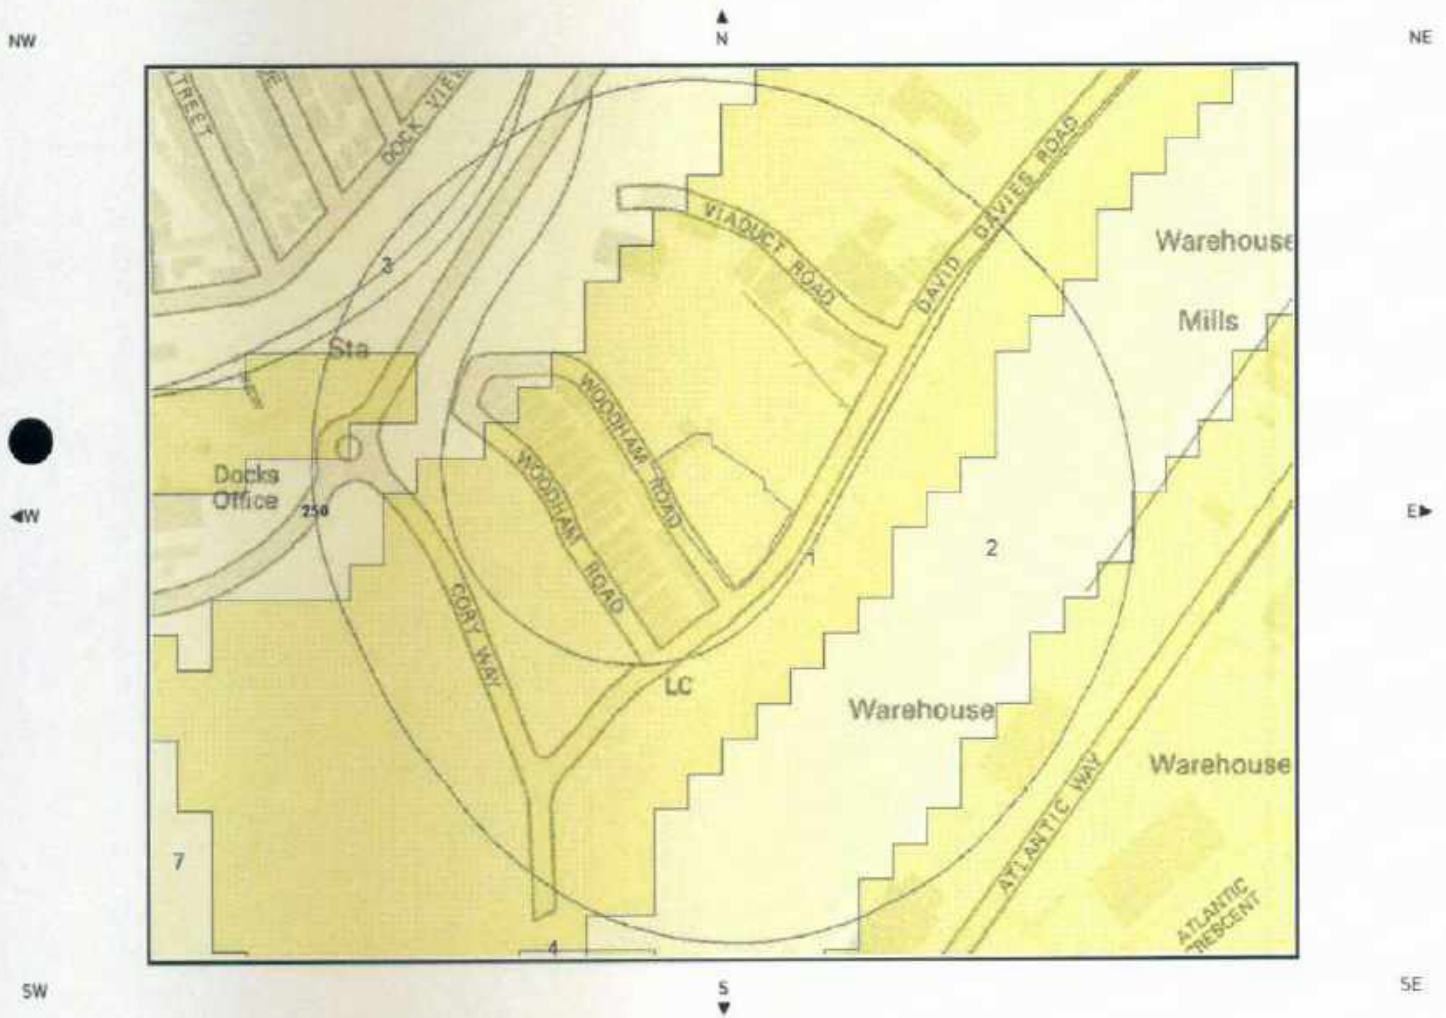 NW
N
NE
TREET
DOCK VIEW
DAVID DAVIES ROAD
VIADUCT ROAD
Warehouse
3
Mills
Sta
WOODHAM ROAD
WOODHAM ROAD
Docks
Office
250
W
E
1
2
CORY WAY
LC
Warehouse
Warehouse
ATLANTIC WAY
7
ATLANTIC
CRESCENT
4
SW
S
SE